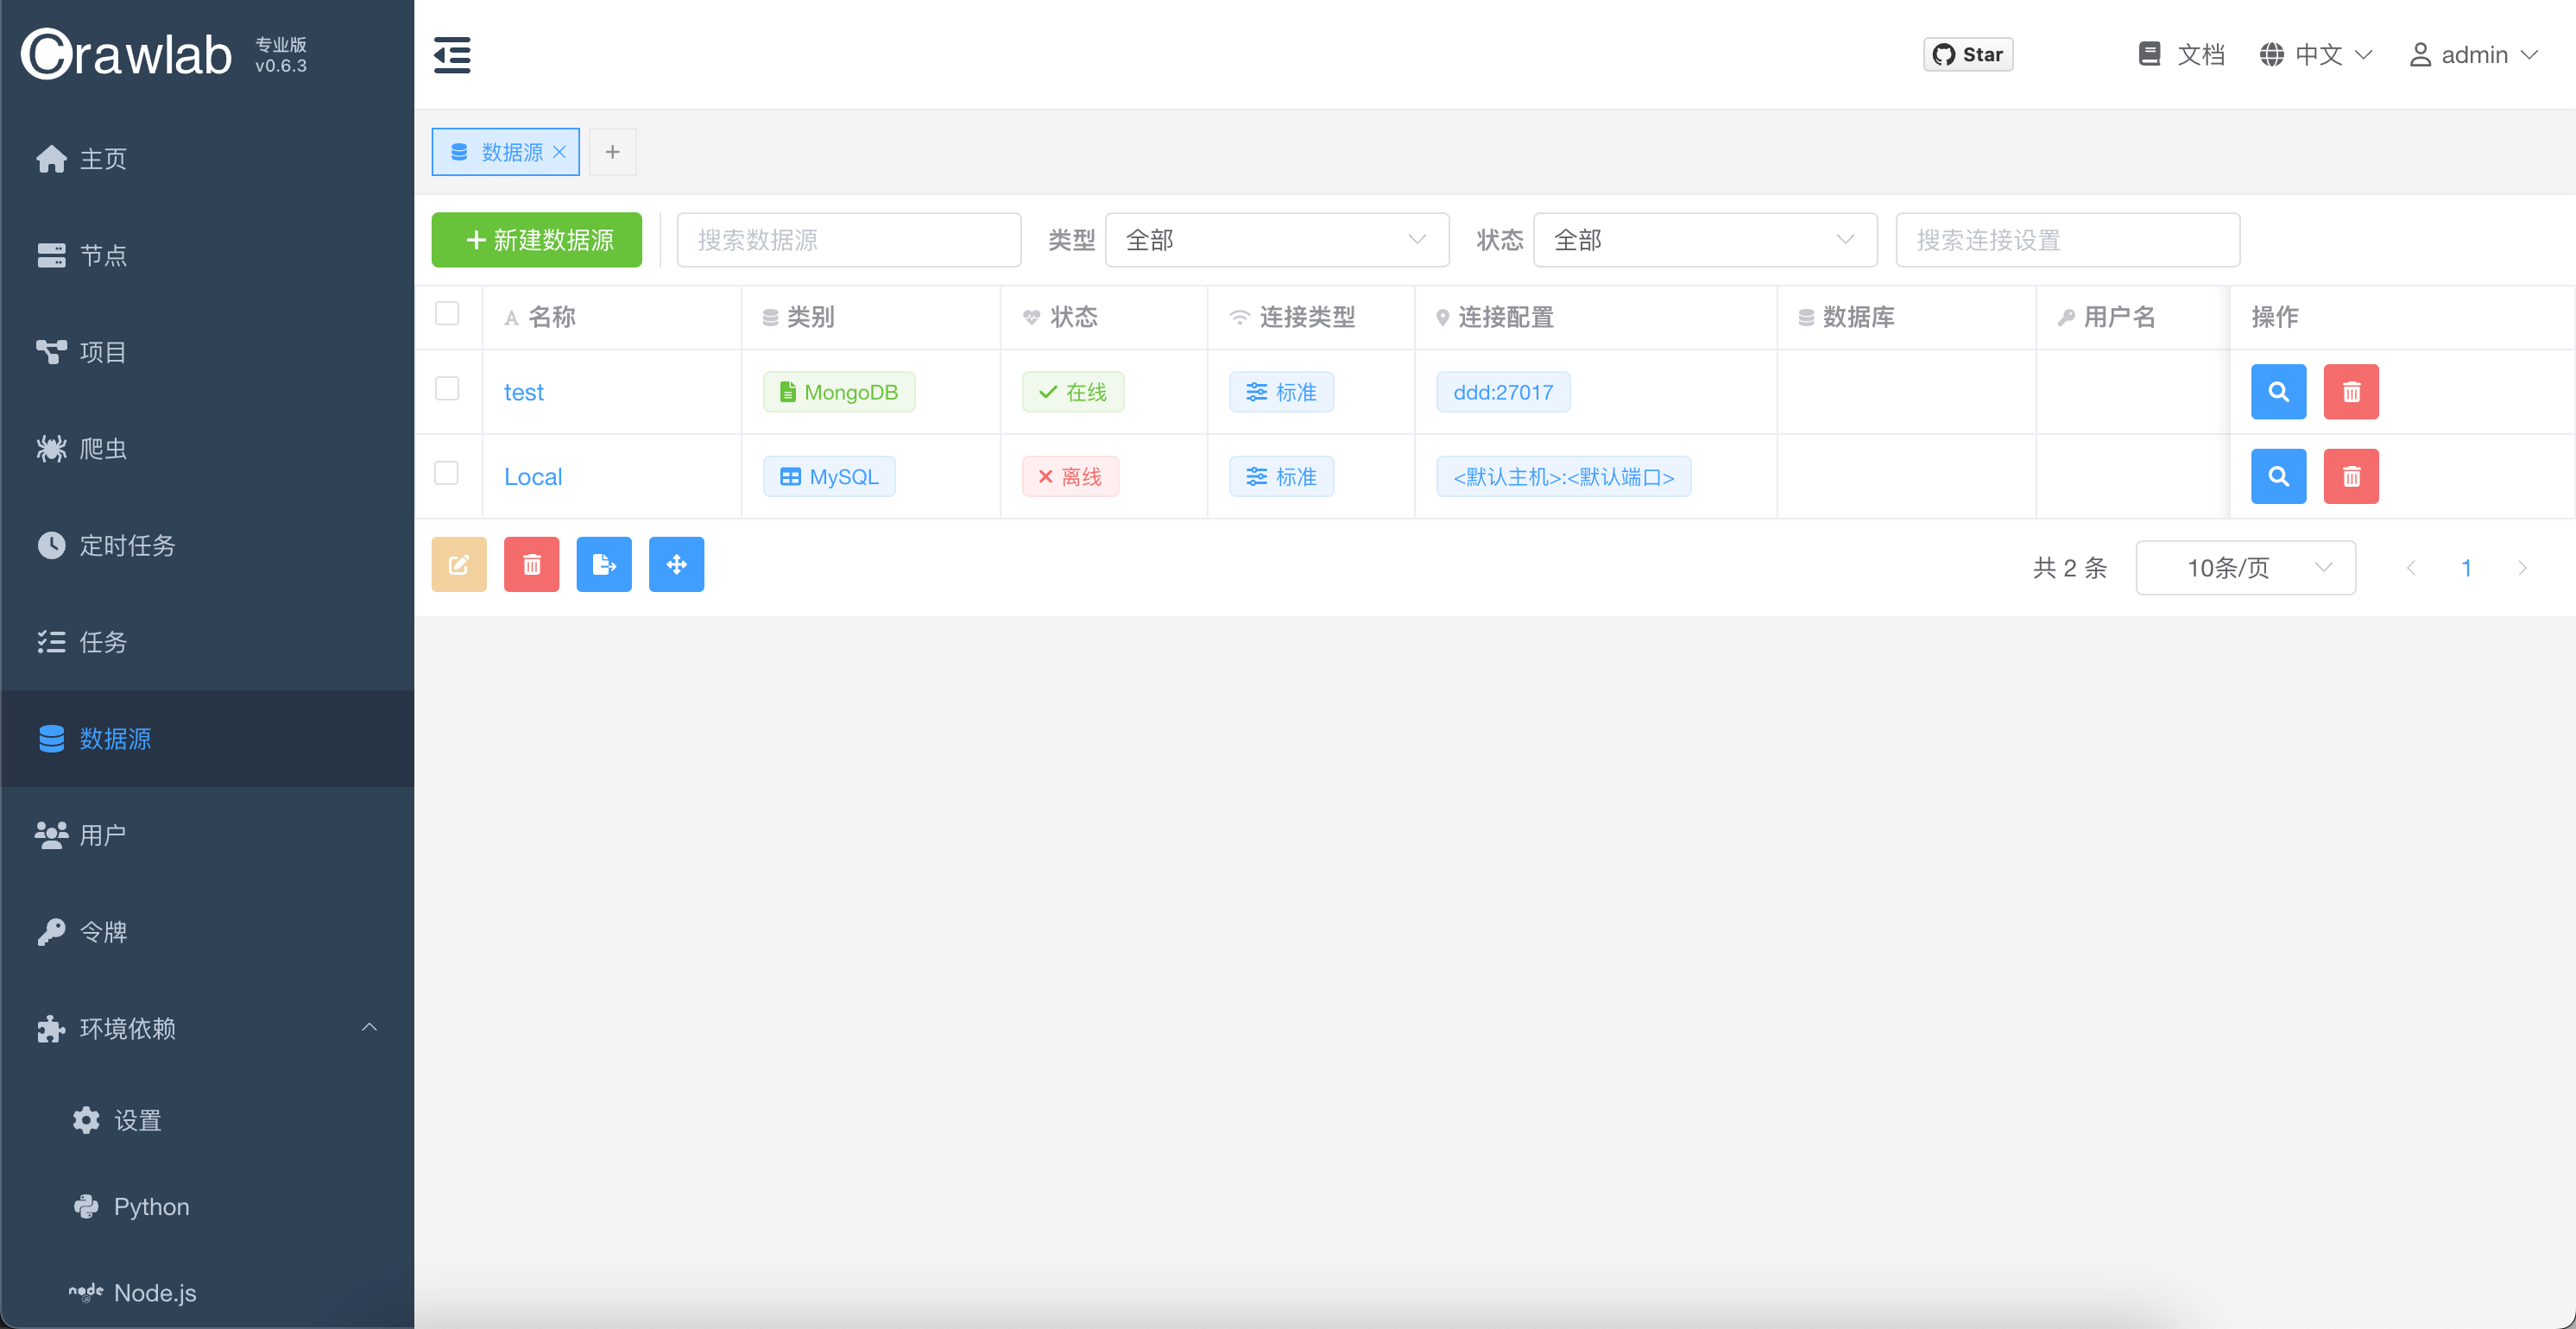 Crawlab 专业版
v0.6.3
主页
节点
项目
爬虫
定时任务
任务
数据源
用户
令牌
环境依赖
设置
Python
node Node.js
Star 文档 中文 admin
数据源 +
新建数据源 搜索数据源 类型 全部 状态 全部 搜索连接设置
名称 类别 状态 连接类型 连接配置 数据库 用户名 操作
test MongoDB 在线 标准 ddd:27017
Local MySQL 离线 标准 <默认主机>:<默认端口>
共 2 条 10条/页 1